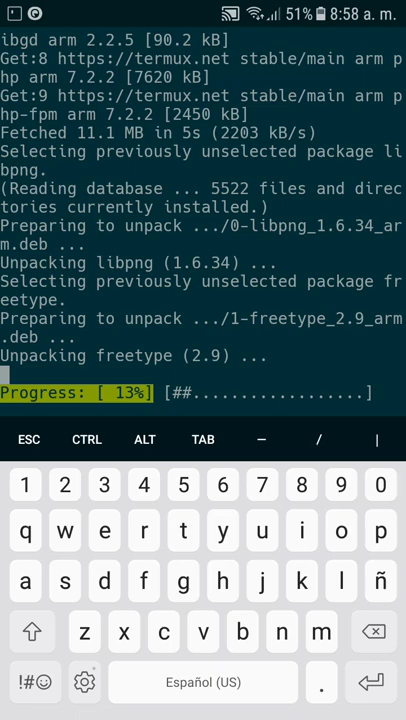 51% 8:58 a. m.
ibgd arm 2.2.5 [90.2 kB]
Get:8 https://termux.net stable/main arm p
hp arm 7.2.2 [7620 kB]
Get:9 https://termux.net stable/main arm p
hp-fpm arm 7.2.2 [2450 kB]
Fetched 11.1 MB in 5s (2203 kB/s)
Selecting previously unselected package li
bpng.
(Reading database ... 5522 files and direc
tories currently installed.)
Preparing to unpack .../0-libpng_1.6.34_ar
m.deb ...
Unpacking libpng (1.6.34) ...
Selecting previously unselected package fr
eetype.
Preparing to unpack .../1-freetype_2.9_arm
.deb ...
Unpacking freetype (2.9) ...
Progress: [ 13%] [##..................]
ESC CTRL ALT TAB — / |
1 2 3 4 5 6 7 8 9 0
q w e r t y u i o p
a s d f g h j k l ñ
z x c v b n m
!#☺ Español (US) .